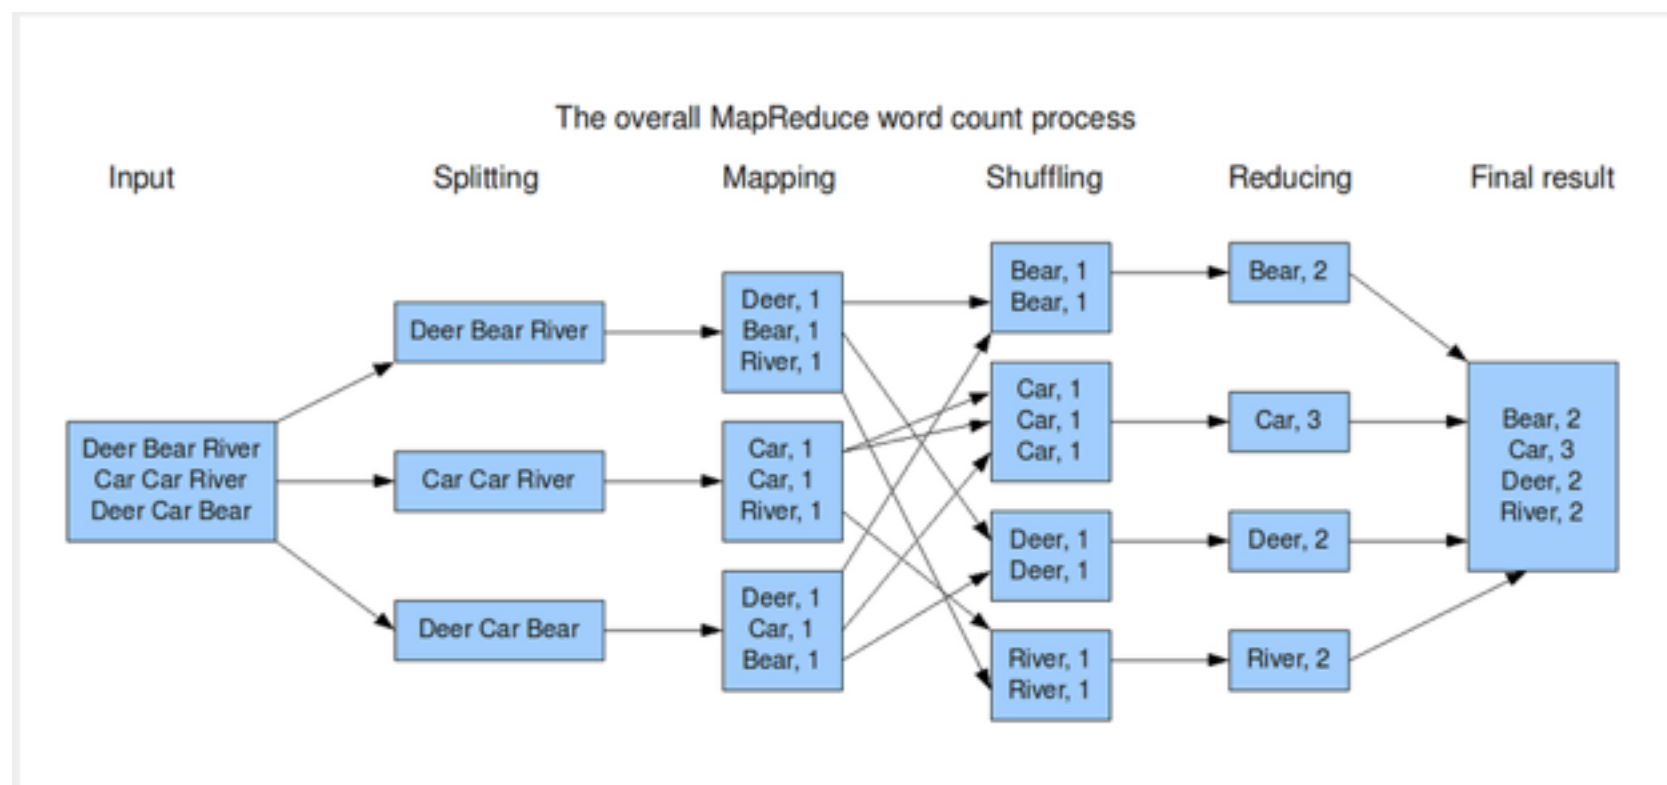 The overall MapReduce word count process
Input
Splitting
Mapping
Shuffling
Reducing
Final result
Deer Bear River
Car Car River
Deer Car Bear
Deer Bear River
Car Car River
Deer Car Bear
Deer, 1
Bear, 1
River, 1
Car, 1
Car, 1
River, 1
Deer, 1
Car, 1
Bear, 1
Bear, 1
Bear, 1
Car, 1
Car, 1
Car, 1
Deer, 1
Deer, 1
River, 1
River, 1
Bear, 2
Car, 3
Deer, 2
River, 2
Bear, 2
Car, 3
Deer, 2
River, 2